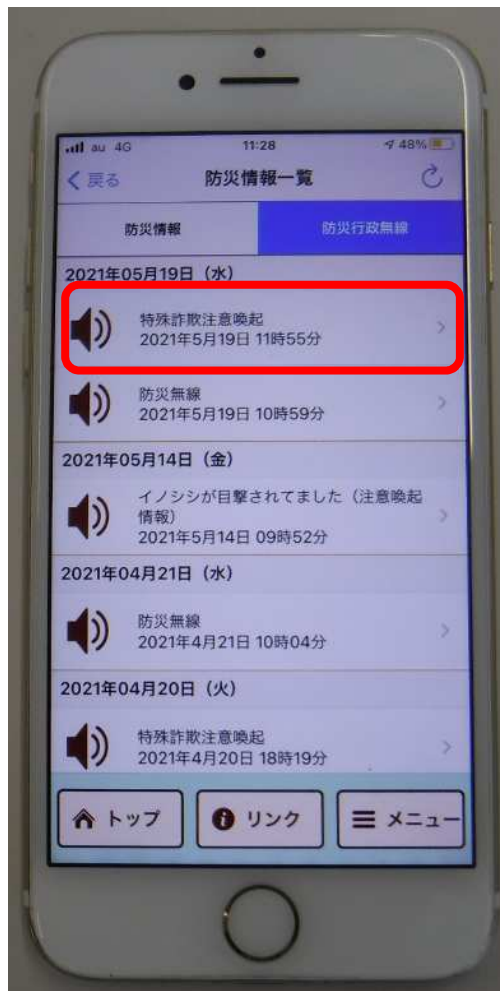 au 4G 11:28 48%
戻る 防災情報一覧
防災情報 防災行政無線
2021年05月19日（水）
特殊詐欺注意喚起
2021年5月19日 11時55分
防災無線
2021年5月19日 10時59分
2021年05月14日（金）
イノシシが目撃されてました（注意喚起
情報）
2021年5月14日 09時52分
2021年04月21日（水）
防災無線
2021年4月21日 10時04分
2021年04月20日（火）
特殊詐欺注意喚起
2021年4月20日 18時19分
トップ リンク メニュー